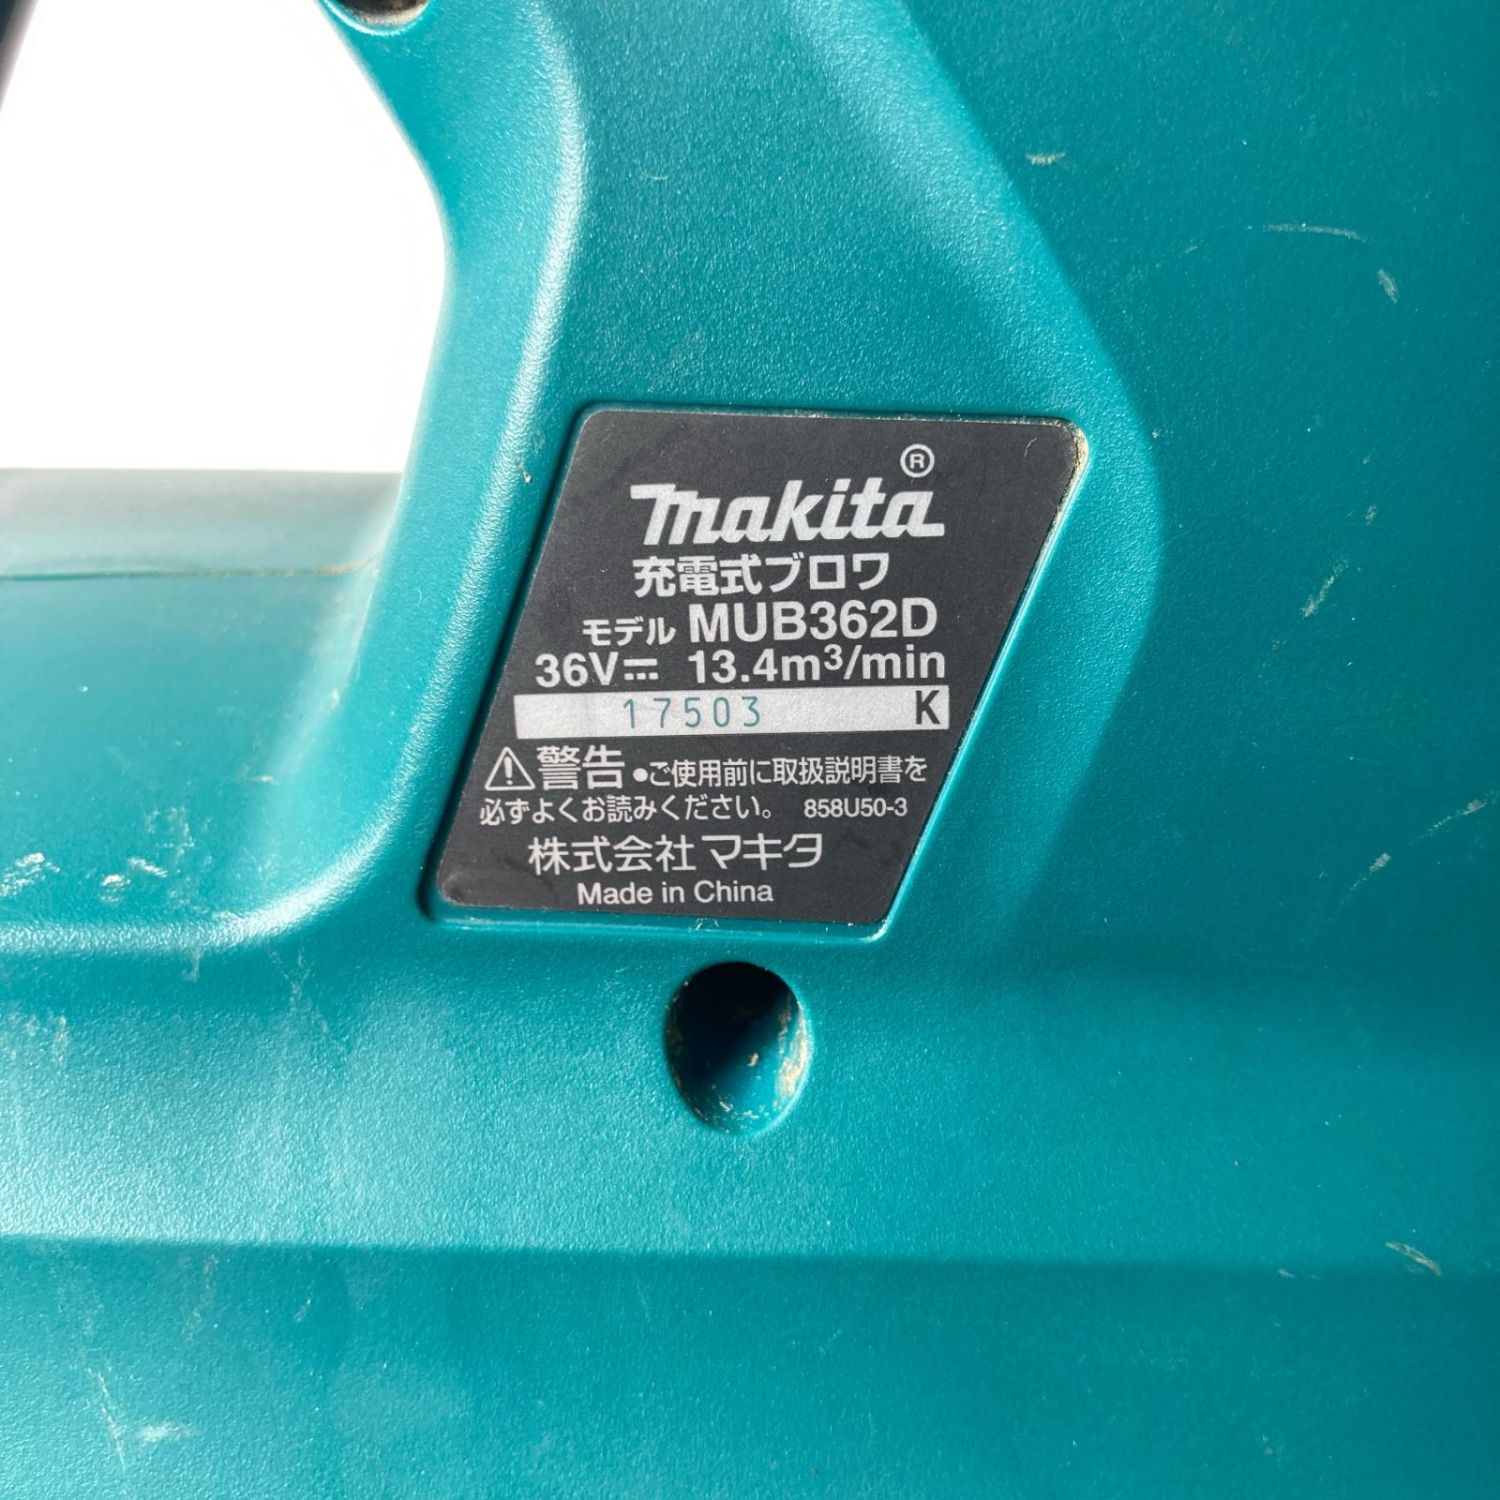 makita®
充電式ブロワ
モデル MUB362D
36V⎓ 13.4m³/min
17503 K
⚠警告 ●ご使用前に取扱説明書を
必ずよくお読みください。 858U50-3
株式会社マキタ
Made in China